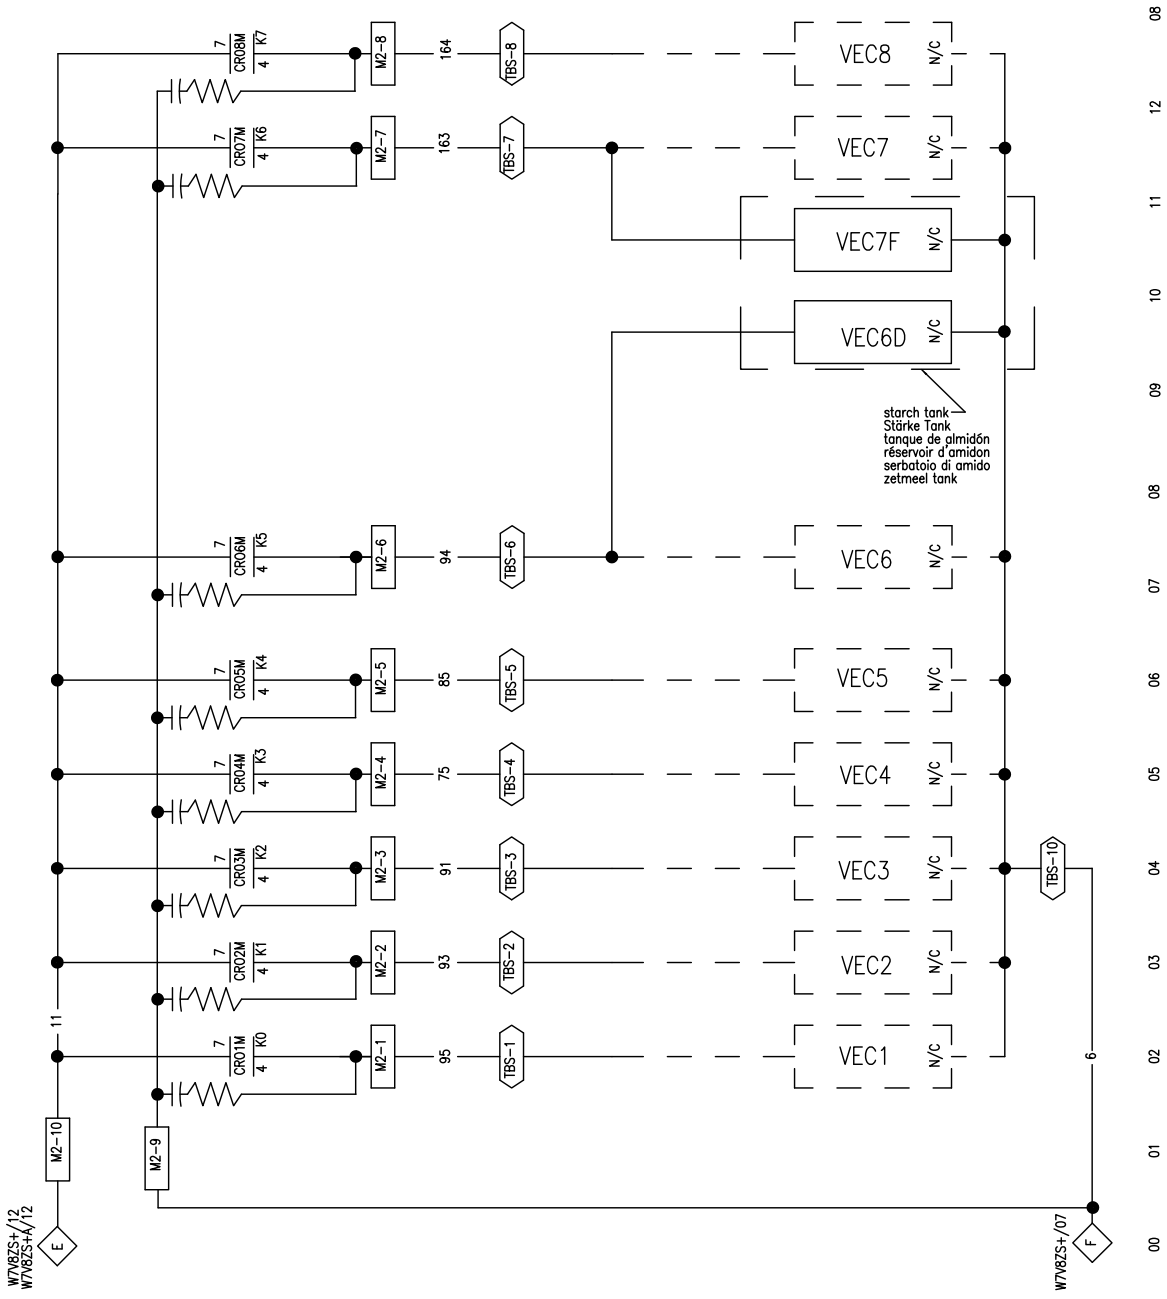 08
7
CR08M
4
K7
M2-8
164
TBS-8
VEC8
N/C
12
7
CR07M
4
K6
M2-7
163
TBS-7
VEC7
N/C
11
VEC7F
N/C
10
VEC6D
N/C
09
starch tank
Stärke Tank
tanque de almidón
réservoir d'amidon
serbatoio di amido
zetmeel tank
08
7
CR06M
4
K5
M2-6
94
TBS-6
VEC6
N/C
07
7
CR05M
4
K4
M2-5
85
TBS-5
VEC5
N/C
06
7
CR04M
4
K3
M2-4
75
TBS-4
VEC4
N/C
05
7
CR03M
4
K2
M2-3
91
TBS-3
VEC3
N/C
TBS-10
04
7
CR02M
4
K1
M2-2
93
TBS-2
VEC2
N/C
03
11
7
CR01M
4
K0
M2-1
95
TBS-1
VEC1
N/C
6
02
M2-10
M2-9
01
W7V8ZS+/12
W7V8ZS+A/12
E
W7V8ZS+/07
F
00